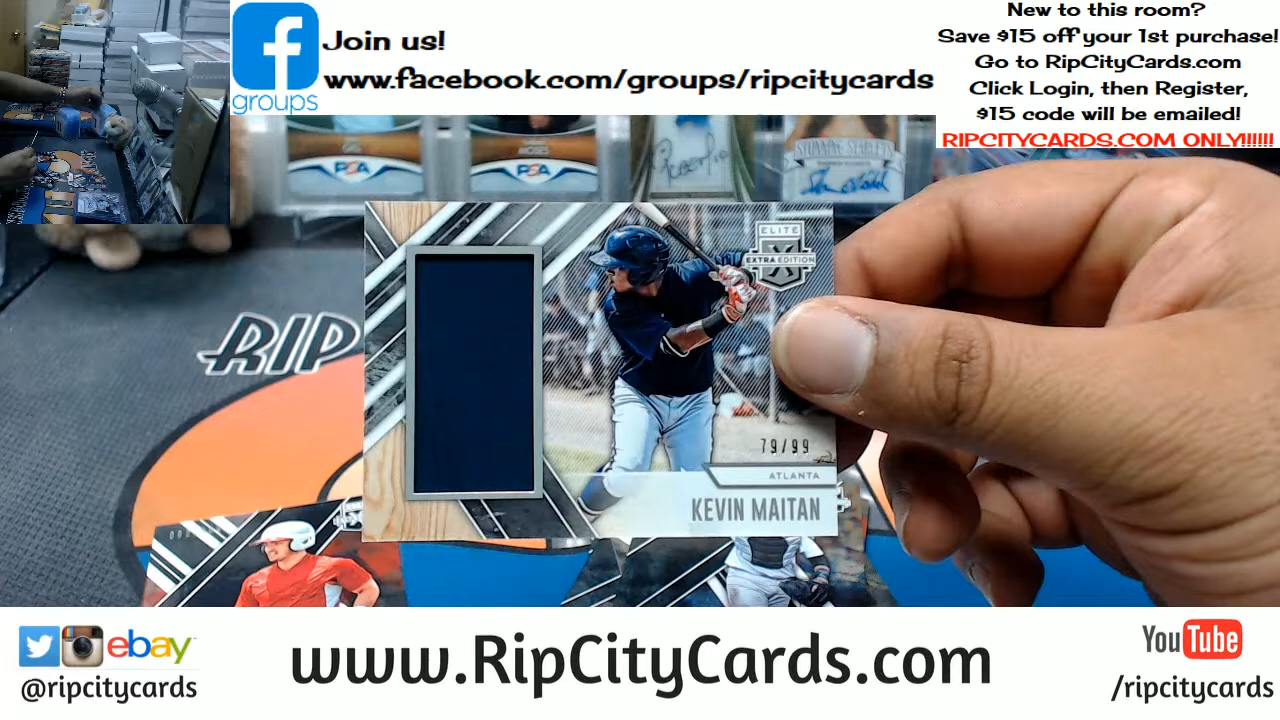 groups
Join us!
www.facebook.com/groups/ripcitycards
New to this room?
Save $15 off your 1st purchase!
Go to RipCityCards.com
Click Login, then Register,
$15 code will be emailed!
RIPCITYCARDS.COM ONLY!!!!!!
PSA
PSA
RIP
ELITE
EXTRA EDITION
X
79/99
ATLANTA
KEVIN MAITAN
ebay
@ripcitycards
www.RipCityCards.com
YouTube
/ripcitycards